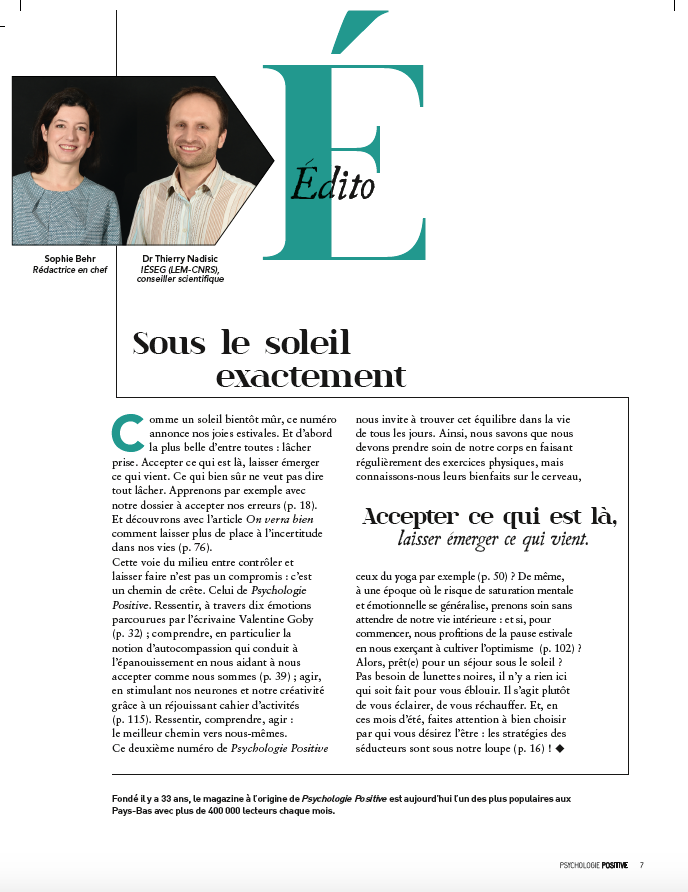 É
Édito
Sophie Behr
Rédactrice en chef
Dr Thierry Nadisic
IÉSEG (LEM-CNRS),
conseiller scientifique
Sous le soleil
exactement
Comme un soleil bientôt mûr, ce numéro
annonce nos joies estivales. Et d'abord
la plus belle d'entre toutes : lâcher
prise. Accepter ce qui est là, laisser émerger
ce qui vient. Ce qui bien sûr ne veut pas dire
tout lâcher. Apprenons par exemple avec
notre dossier à accepter nos erreurs (p. 18).
Et découvrons avec l'article On verra bien
comment laisser plus de place à l'incertitude
dans nos vies (p. 76).
Cette voie du milieu entre contrôler et
laisser faire n'est pas un compromis : c'est
un chemin de crête. Celui de Psychologie
Positive. Ressentir, à travers dix émotions
parcourues par l'écrivaine Valentine Goby
(p. 32) ; comprendre, en particulier la
notion d'autocompassion qui conduit à
l'épanouissement en nous aidant à nous
accepter comme nous sommes (p. 39) ; agir,
en stimulant nos neurones et notre créativité
grâce à un réjouissant cahier d'activités
(p. 115). Ressentir, comprendre, agir :
le meilleur chemin vers nous-mêmes.
Ce deuxième numéro de Psychologie Positive
nous invite à trouver cet équilibre dans la vie
de tous les jours. Ainsi, nous savons que nous
devons prendre soin de notre corps en faisant
régulièrement des exercices physiques, mais
connaissons-nous leurs bienfaits sur le cerveau,
Accepter ce qui est là,
laisser émerger ce qui vient.
ceux du yoga par exemple (p. 50) ? De même,
à une époque où le risque de saturation mentale
et émotionnelle se généralise, prenons soin sans
attendre de notre vie intérieure : et si, pour
commencer, nous profitions de la pause estivale
en nous exerçant à cultiver l'optimisme (p. 102) ?
Alors, prêt(e) pour un séjour sous le soleil ?
Pas besoin de lunettes noires, il n'y a rien ici
qui soit fait pour vous éblouir. Il s'agit plutôt
de vous éclairer, de vous réchauffer. Et, en
ces mois d'été, faites attention à bien choisir
par qui vous désirez l'être : les stratégies des
séducteurs sont sous notre loupe (p. 16) ! ◆
Fondé il y a 33 ans, le magazine à l'origine de Psychologie Positive est aujourd'hui l'un des plus populaires aux
Pays-Bas avec plus de 400 000 lecteurs chaque mois.
PSYCHOLOGIE POSITIVE 7